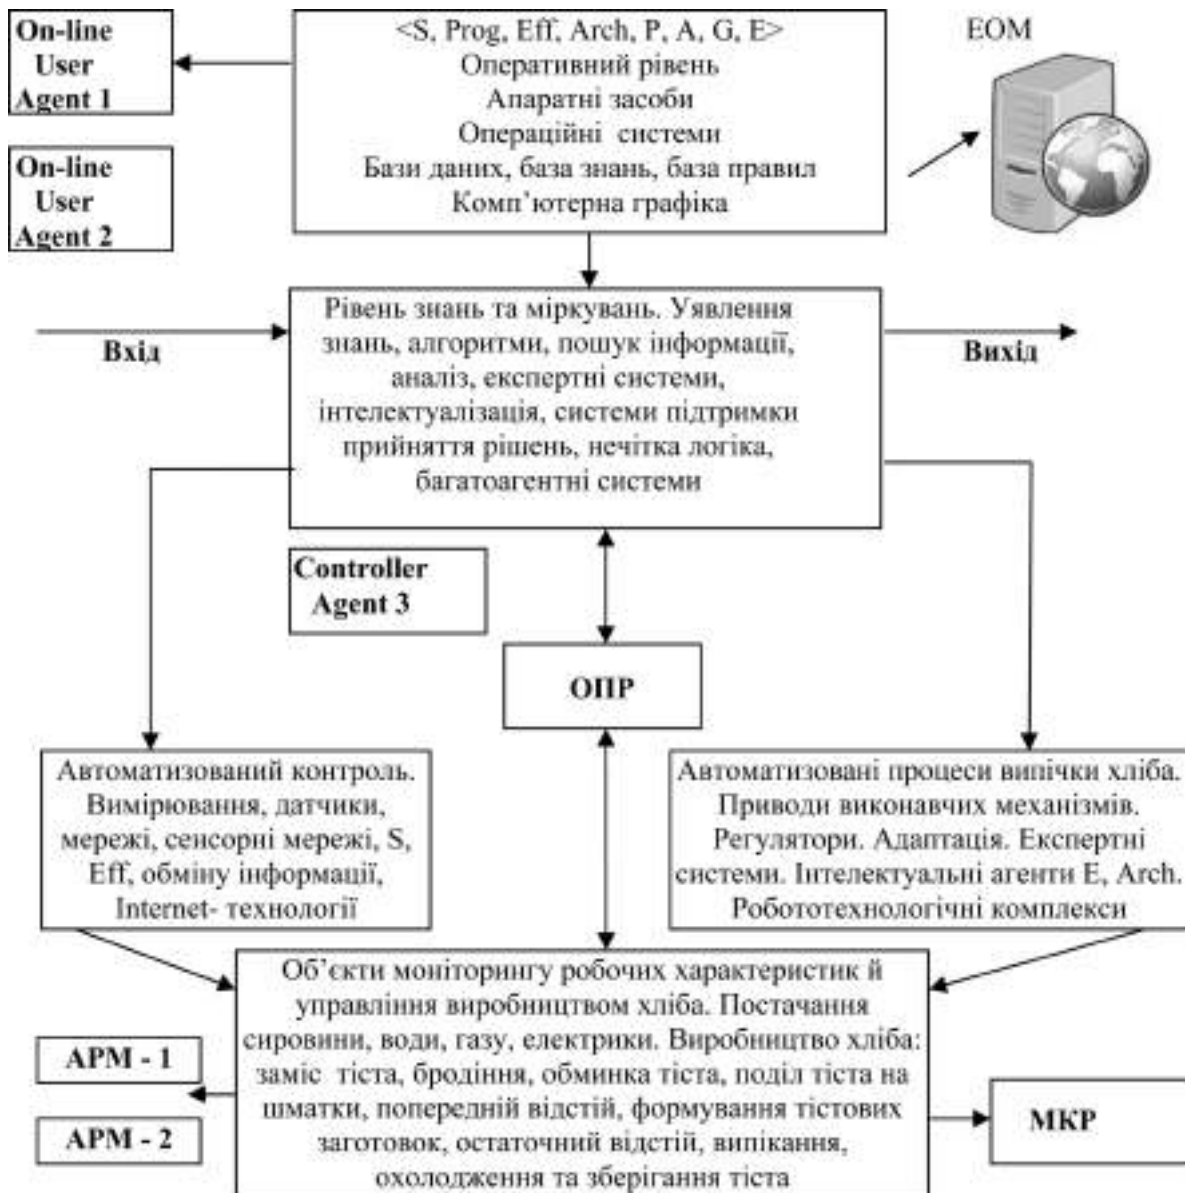 On-line
User
Agent 1
On-line
User
Agent 2
<S, Prog, Eff, Arch, P, A, G, E>
Оперативний рівень
Апаратні засоби
Операційні системи
Бази даних, база знань, база правил
Комп’ютерна графіка
ЕОМ
Вхід
Рівень знань та міркувань. Уявлення
знань, алгоритми, пошук інформації,
аналіз, експертні системи,
інтелектуалізація, системи підтримки
прийняття рішень, нечітка логіка,
багатоагентні системи
Вихід
Controller
Agent 3
ОПР
Автоматизований контроль.
Вимірювання, датчики,
мережі, сенсорні мережі, S,
Eff, обміну інформації,
Internet- технології
Автоматизовані процеси випічки хліба.
Приводи виконавчих механізмів.
Регулятори. Адаптація. Експертні
системи. Інтелектуальні агенти E, Arch.
Робототехнологічні комплекси
Об’єкти моніторингу робочих характеристик й
управління виробництвом хліба. Постачання
сировини, води, газу, електрики. Виробництво хліба:
заміс тіста, бродіння, обминка тіста, поділ тіста на
шматки, попередній відстій, формування тістових
заготовок, остаточний відстій, випікання,
охолодження та зберігання тіста
АРМ - 1
АРМ - 2
МКР